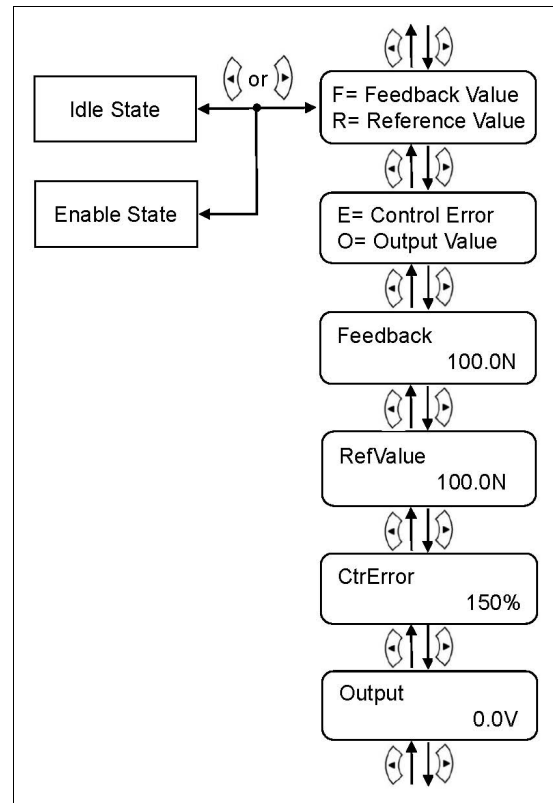 or
Idle State
Enable State
F= Feedback Value
R= Reference Value
E= Control Error
O= Output Value
Feedback
100.0N
RefValue
100.0N
CtrError
150%
Output
0.0V